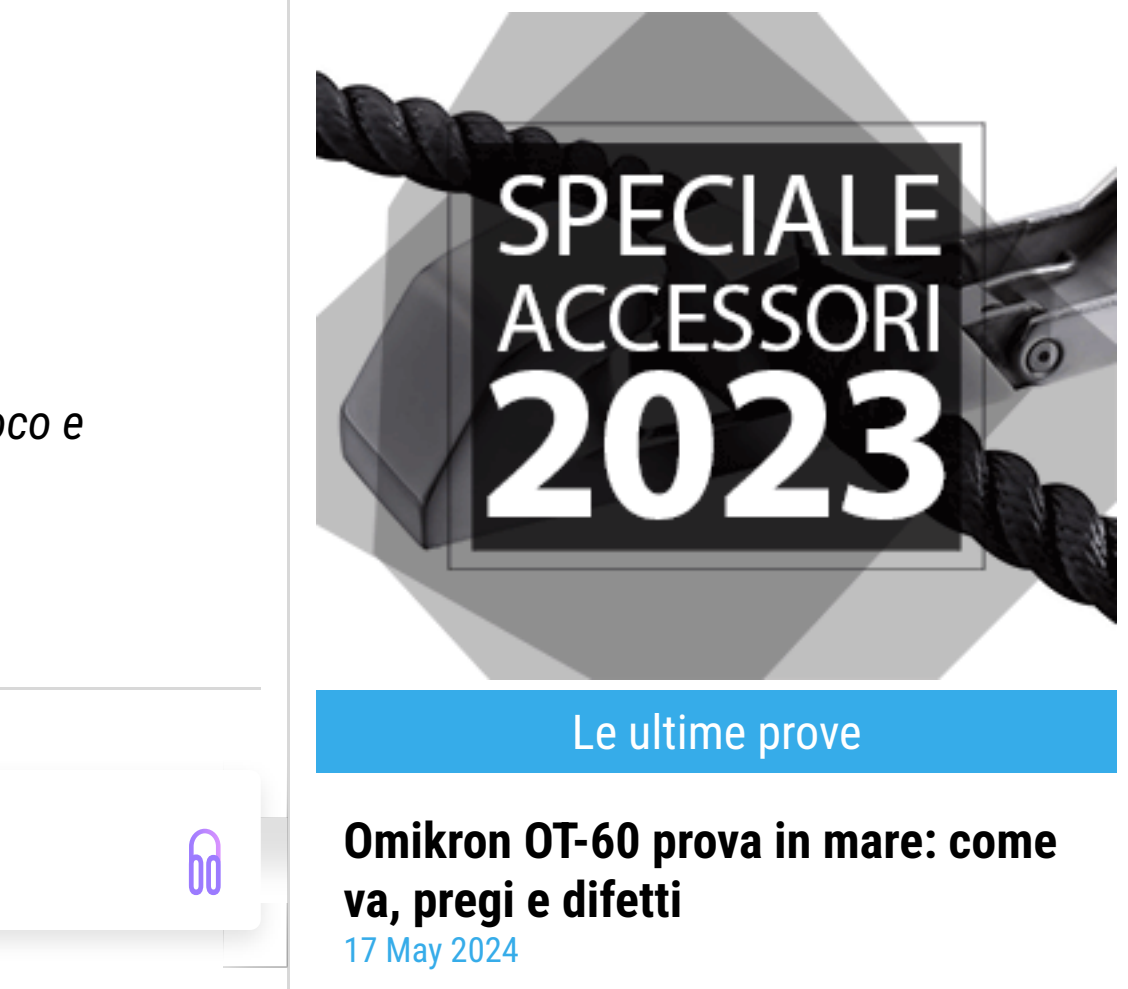 e
SPECIALE
ACCESSORI
2023
Le ultime prove
Omikron OT-60 prova in mare: come
va, pregi e difetti
17 May 2024